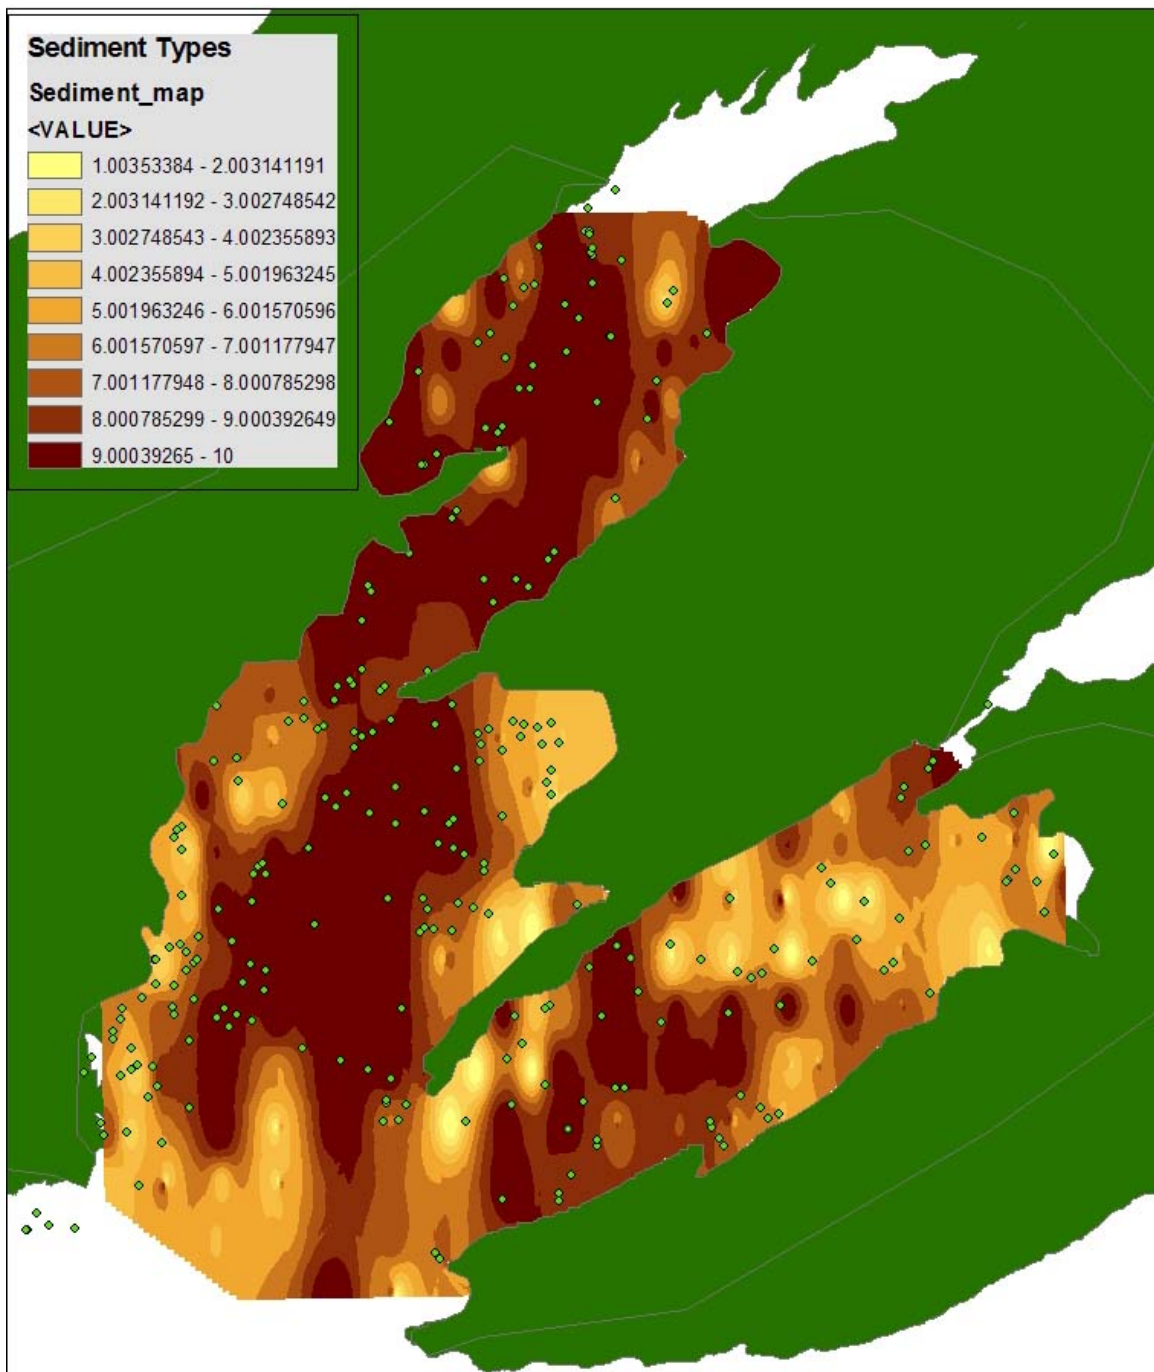 Sediment Types
Sediment_map
<VALUE>
1.00353384 - 2.003141191
2.003141192 - 3.002748542
3.002748543 - 4.002355893
4.002355894 - 5.001963245
5.001963246 - 6.001570596
6.001570597 - 7.001177947
7.001177948 - 8.000785298
8.000785299 - 9.000392649
9.00039265 - 10